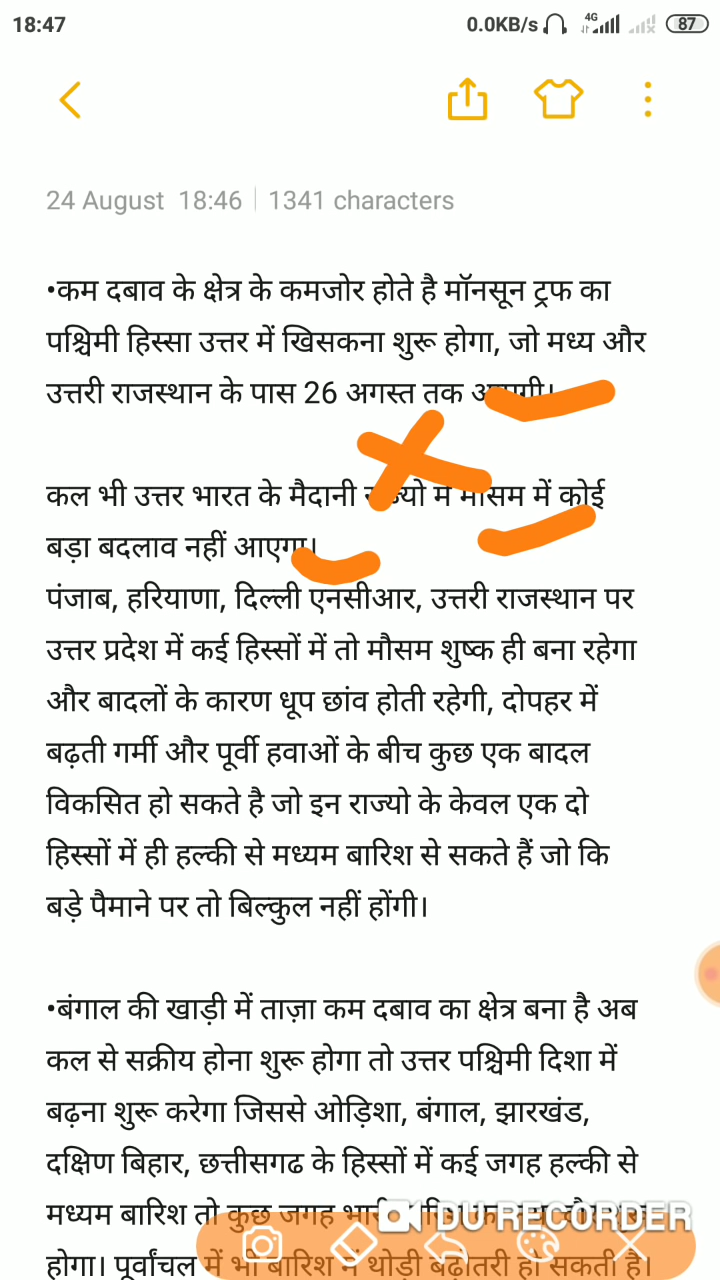 18:47
0.0KB/s 4G 87
24 August 18:46 | 1341 characters
•कम दबाव के क्षेत्र के कमजोर होते है मॉनसून ट्रफ का
पश्चिमी हिस्सा उत्तर में खिसकना शुरू होगा, जो मध्य और
उत्तरी राजस्थान के पास 26 अगस्त तक
कल भी उत्तर भारत के मैदानी में मौसम में कोई
बड़ा बदलाव नहीं आएगा।
पंजाब, हरियाणा, दिल्ली एनसीआर, उत्तरी राजस्थान पर
उत्तर प्रदेश में कई हिस्सों में तो मौसम शुष्क ही बना रहेगा
और बादलों के कारण धूप छांव होती रहेगी, दोपहर में
बढ़ती गर्मी और पूर्वी हवाओं के बीच कुछ एक बादल
विकसित हो सकते है जो इन राज्यो के केवल एक दो
हिस्सों में ही हल्की से मध्यम बारिश से सकते हैं जो कि
बड़े पैमाने पर तो बिल्कुल नहीं होंगी।
•बंगाल की खाड़ी में ताज़ा कम दबाव का क्षेत्र बना है अब
कल से सक्रीय होना शुरू होगा तो उत्तर पश्चिमी दिशा में
बढ़ना शुरू करेगा जिससे ओड़िशा, बंगाल, झारखंड,
दक्षिण बिहार, छत्तीसगढ के हिस्सों में कई जगह हल्की से
मध्यम बारिश तो कुछ जगह
DU RECORDER
होगा। पूर्वांचल में भी बारिश में थोड़ी बढ़ोतरी हो सकती है।